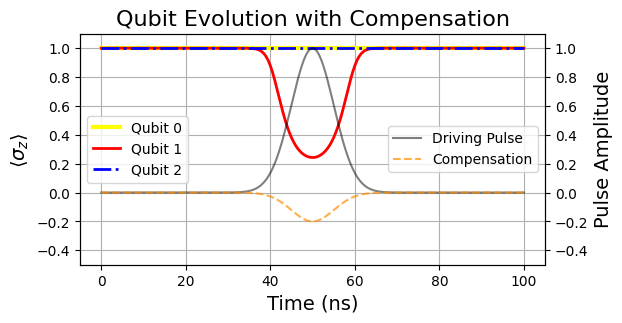 Qubit Evolution with Compensation
⟨σz⟩
1.0
0.8
0.6
0.4
0.2
0.0
−0.2
−0.4
Qubit 0
Qubit 1
Qubit 2
Driving Pulse
Compensation
1.0
0.8
0.6
0.4
0.2
0.0
−0.2
−0.4
Pulse Amplitude
0 20 40 60 80 100
Time (ns)